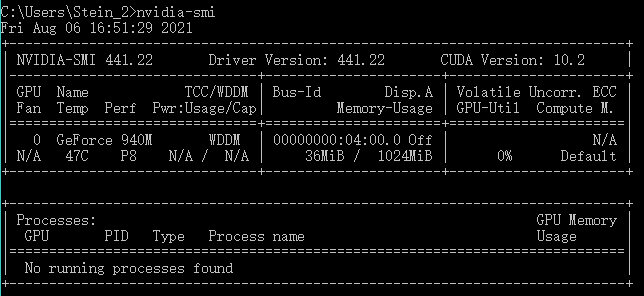 C:\Users\Stein_2>nvidia-smi
Fri Aug 06 16:51:29 2021
NVIDIA-SMI 441.22 Driver Version: 441.22 CUDA Version: 10.2
GPU Name TCC/WDDM | Bus-Id Disp.A | Volatile Uncorr. ECC
Fan Temp Perf Pwr:Usage/Cap | Memory-Usage | GPU-Util Compute M.
0 GeForce 940M WDDM | 00000000:04:00.0 Off | N/A
N/A 47C P8 N/A / N/A | 36MiB / 1024MiB | 0% Default
Processes: GPU Memory
GPU PID Type Process name Usage
No running processes found